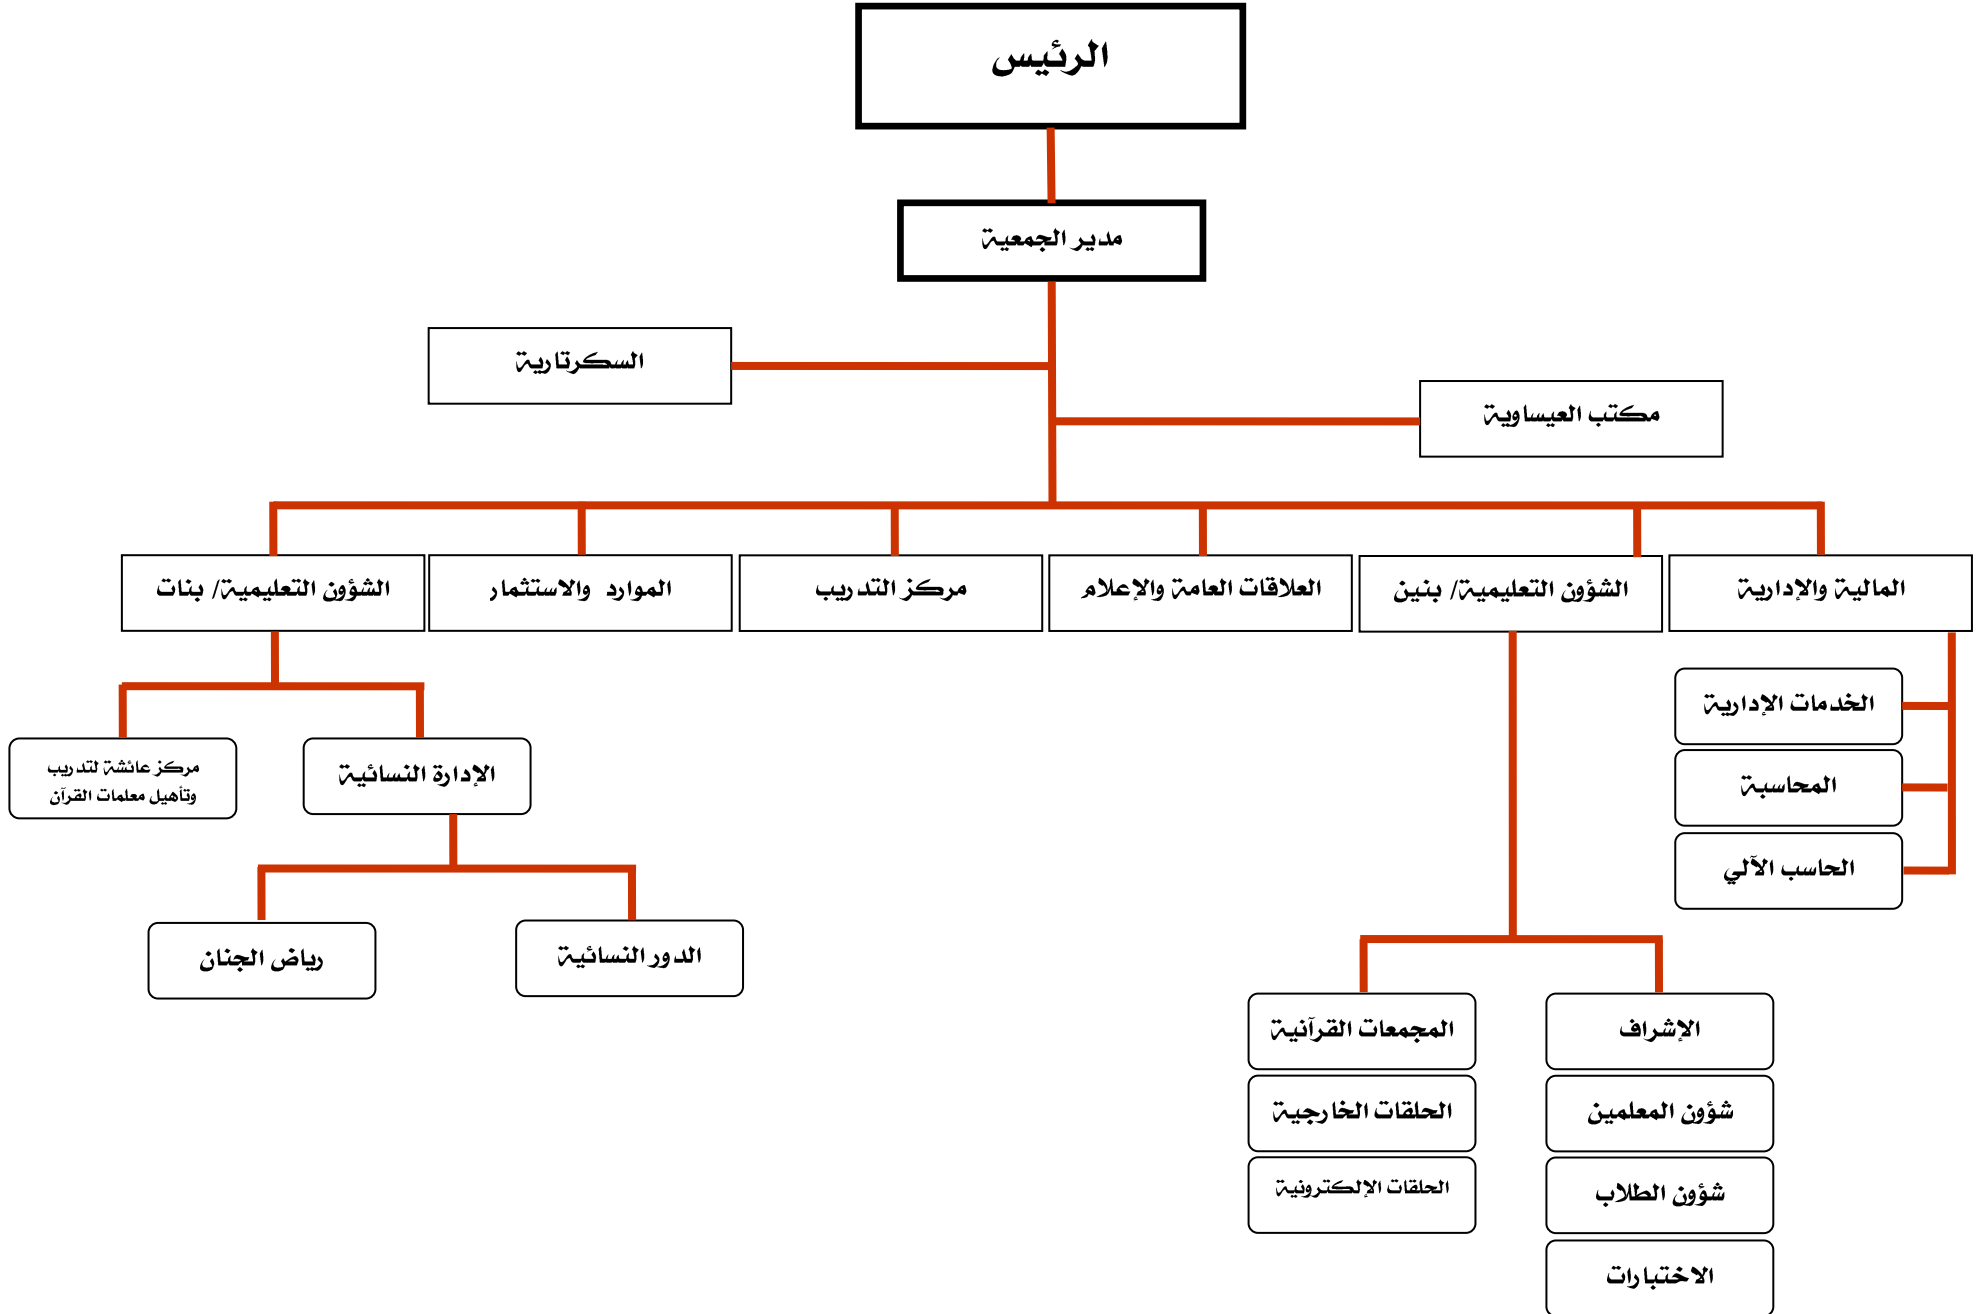 الرئيس
مدير الجمعية
السكرتارية
مكتب العيساوية
المالية والإدارية
الشؤون التعليمية/ بنين
العلاقات العامة والإعلام
مركز التدريب
الموارد والاستثمار
الشؤون التعليمية/ بنات
الخدمات الإدارية
المحاسبة
الحاسب الآلي
الإدارة النسائية
مركز عائشة لتدريب
وتأهيل معلمات القرآن
الدور النسائية
رياض الجنان
الإشراف
شؤون المعلمين
شؤون الطلاب
الاختبارات
المجمعات القرآنية
الحلقات الخارجية
الحلقات الإلكترونية